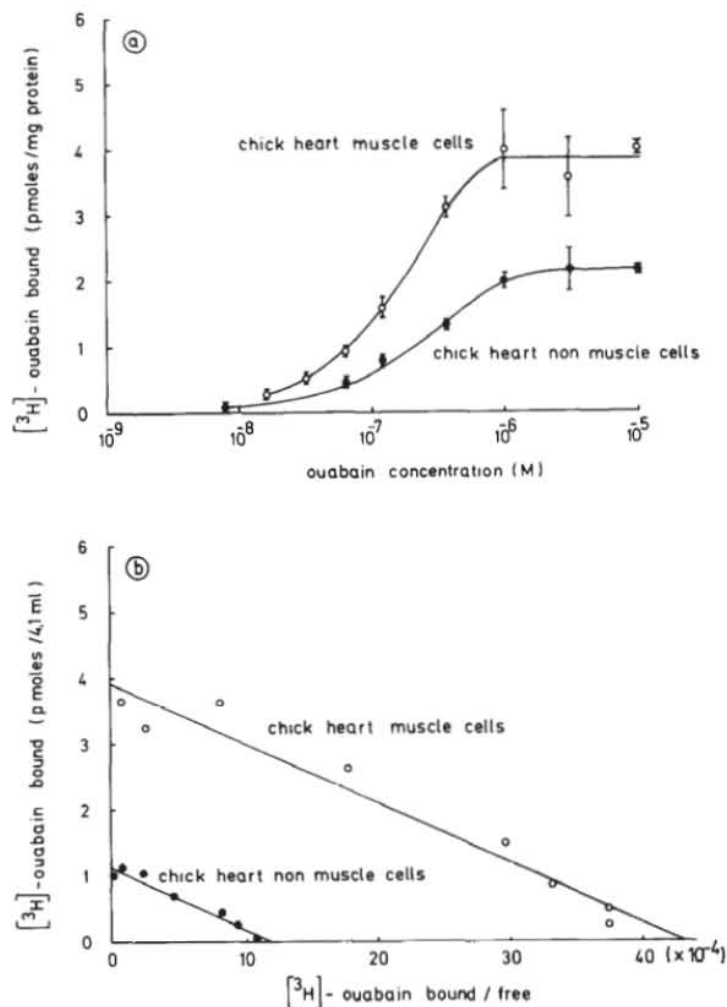 a
6
5
4
3
2
1
0
[³H]-ouabain bound (pmoles/mg protein)
chick heart muscle cells
chick heart non muscle cells
10⁻⁹ 10⁻⁸ 10⁻⁷ 10⁻⁶ 10⁻⁵
ouabain concentration (M)
b
6
5
4
3
2
1
0
[³H]-ouabain bound (pmoles/4,1 ml)
chick heart muscle cells
chick heart non muscle cells
0 10 20 30 40 (×10⁻⁴)
[³H]-ouabain bound / free